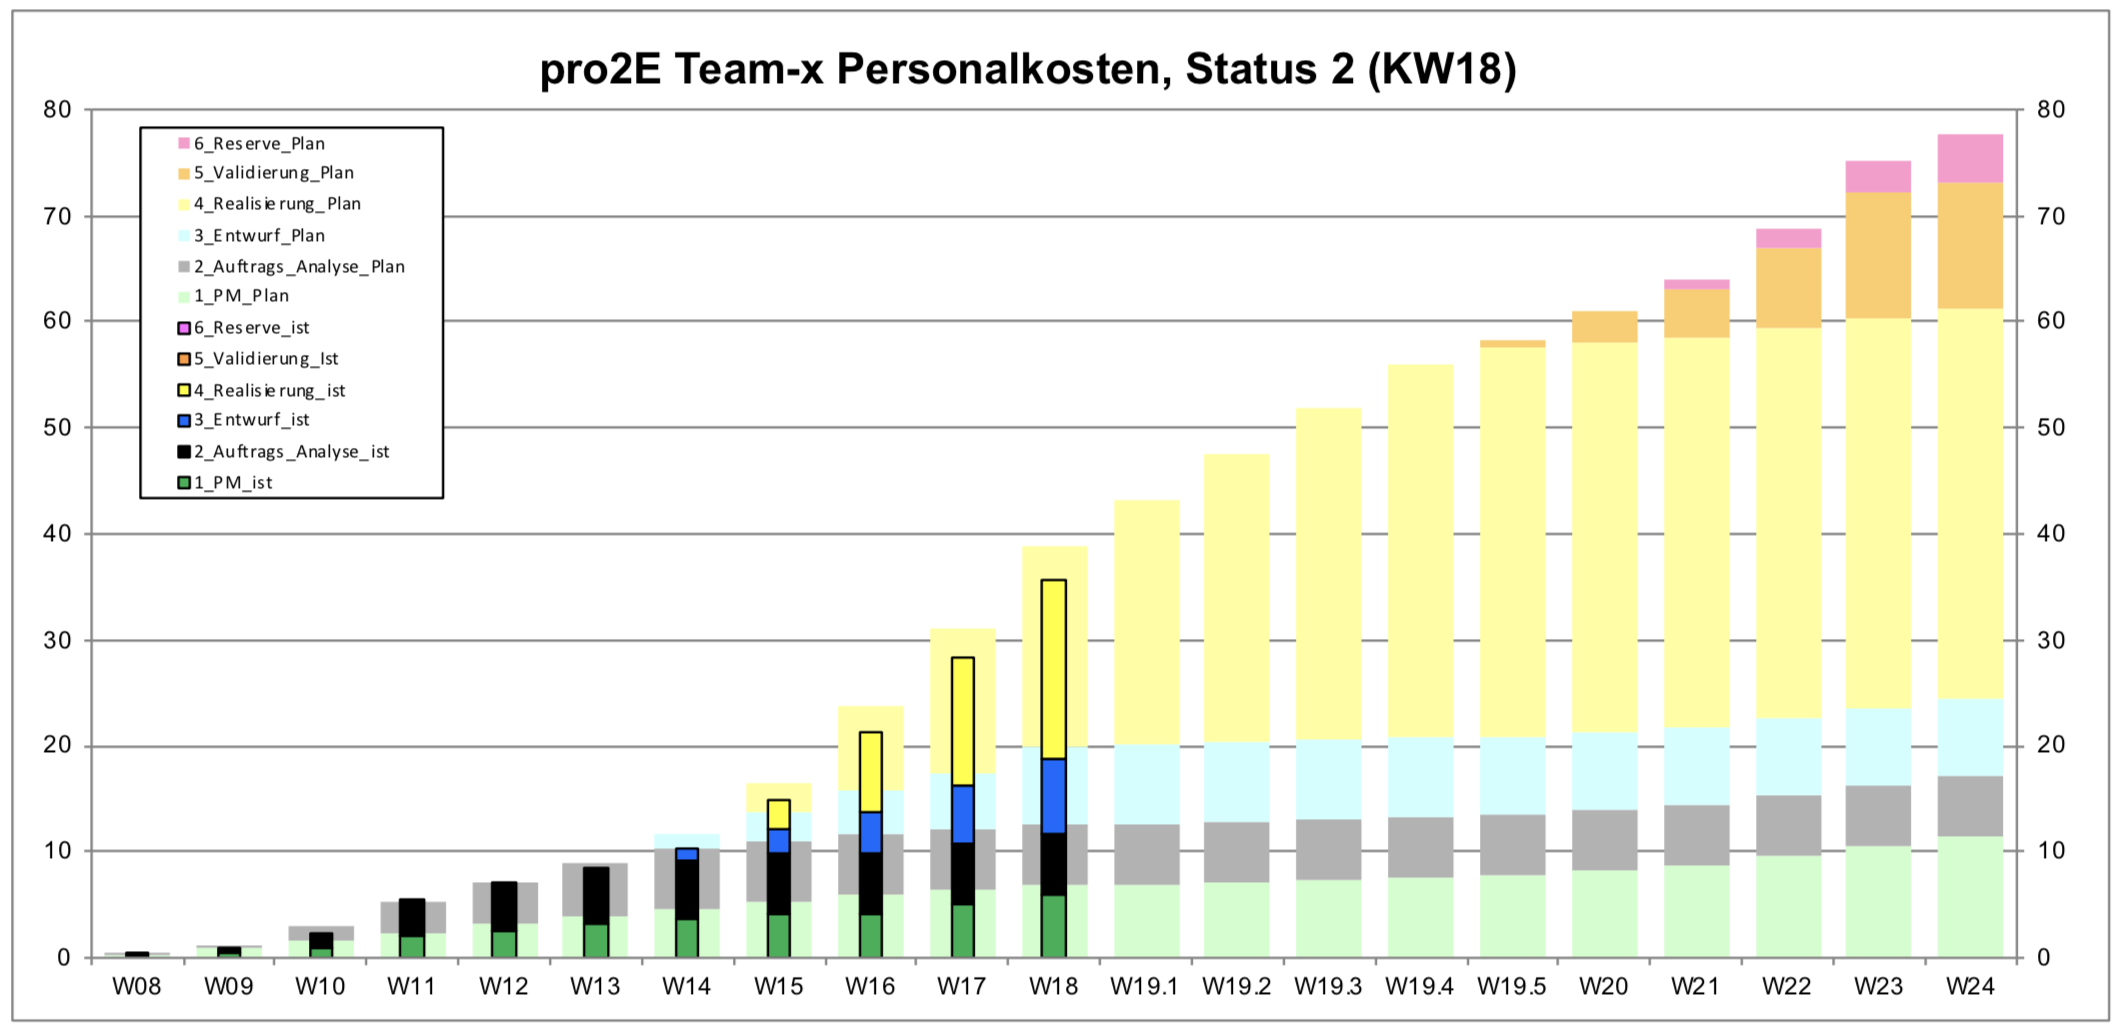 pro2E Team-x Personalkosten, Status 2 (KW18)
80
70
60
50
40
30
20
10
0
6_Reserve_Plan
5_Validierung_Plan
4_Realisierung_Plan
3_Entwurf_Plan
2_Auftrags_Analyse_Plan
1_PM_Plan
6_Reserve_ist
5_Validierung_Ist
4_Realisierung_ist
3_Entwurf_ist
2_Auftrags_Analyse_ist
1_PM_ist
80
70
60
50
40
30
20
10
0
W08 W09 W10 W11 W12 W13 W14 W15 W16 W17 W18 W19.1 W19.2 W19.3 W19.4 W19.5 W20 W21 W22 W23 W24